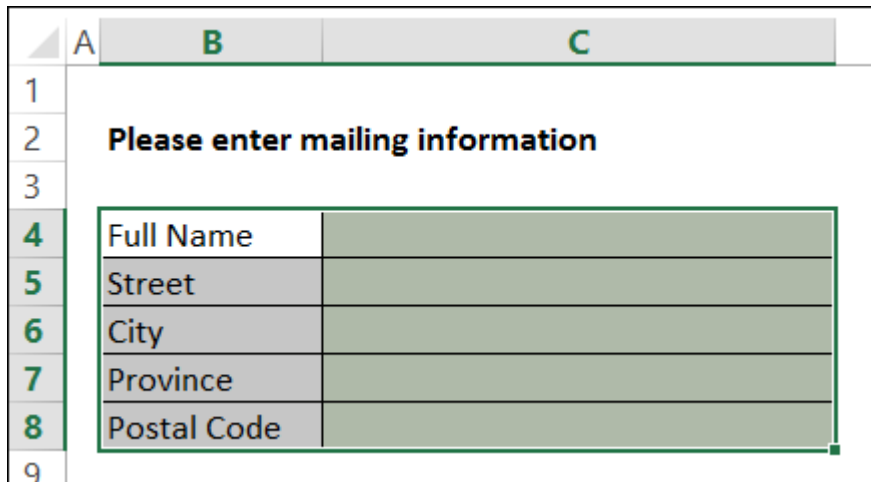 A B C
1
2 Please enter mailing information
3
4 Full Name
5 Street
6 City
7 Province
8 Postal Code
9